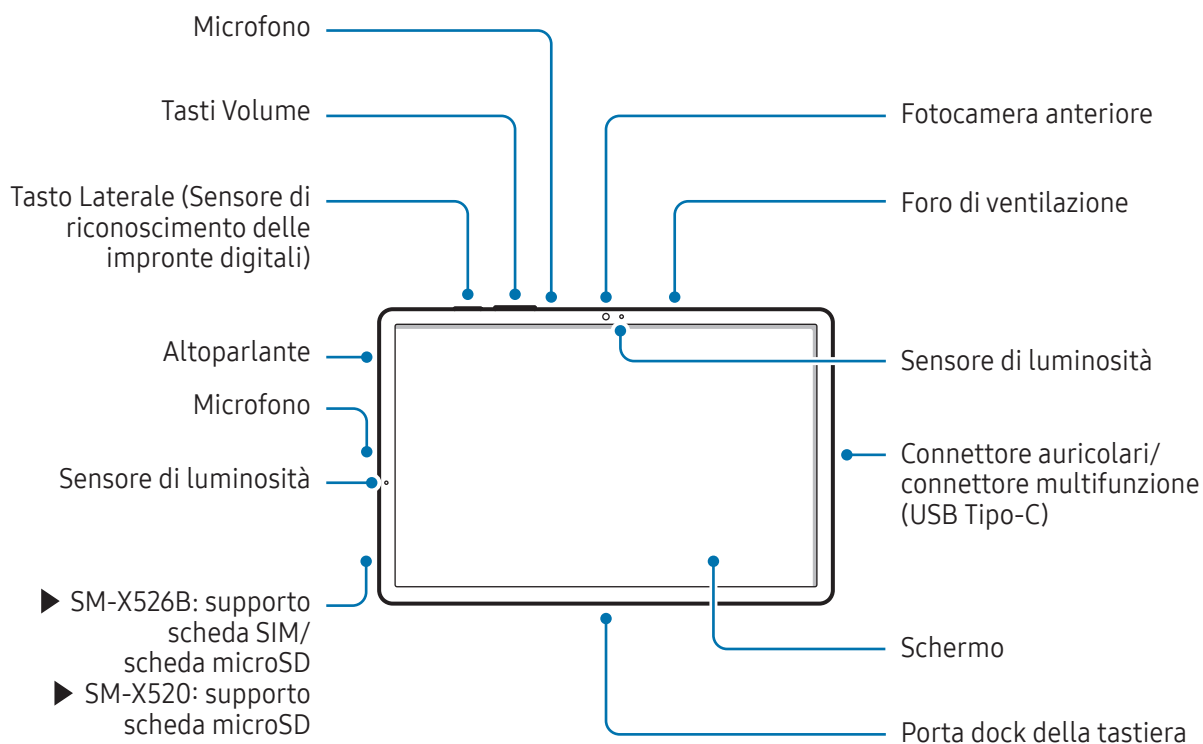 Microfono
Tasti Volume
Tasto Laterale (Sensore di
riconoscimento delle
impronte digitali)
Altoparlante
Microfono
Sensore di luminosità
▶ SM-X526B: supporto
scheda SIM/
scheda microSD
▶ SM-X520: supporto
scheda microSD
Fotocamera anteriore
Foro di ventilazione
Sensore di luminosità
Connettore auricolari/
connettore multifunzione
(USB Tipo-C)
Schermo
Porta dock della tastiera